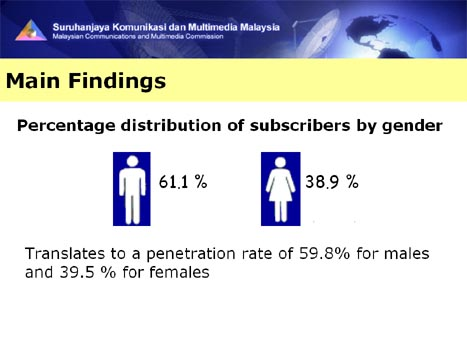 Suruhanjaya Komunikasi dan Multimedia Malaysia
Malaysian Communications and Multimedia Commission
Main Findings
Percentage distribution of subscribers by gender
61.1 % 38.9 %
Translates to a penetration rate of 59.8% for males
and 39.5 % for females